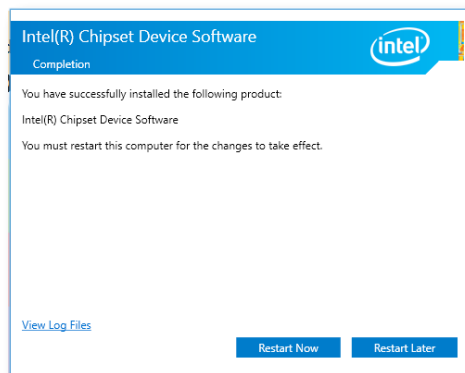 Intel(R) Chipset Device Software
intel
Completion
You have successfully installed the following product:
Intel(R) Chipset Device Software
You must restart this computer for the changes to take effect.
View Log Files
Restart Now
Restart Later